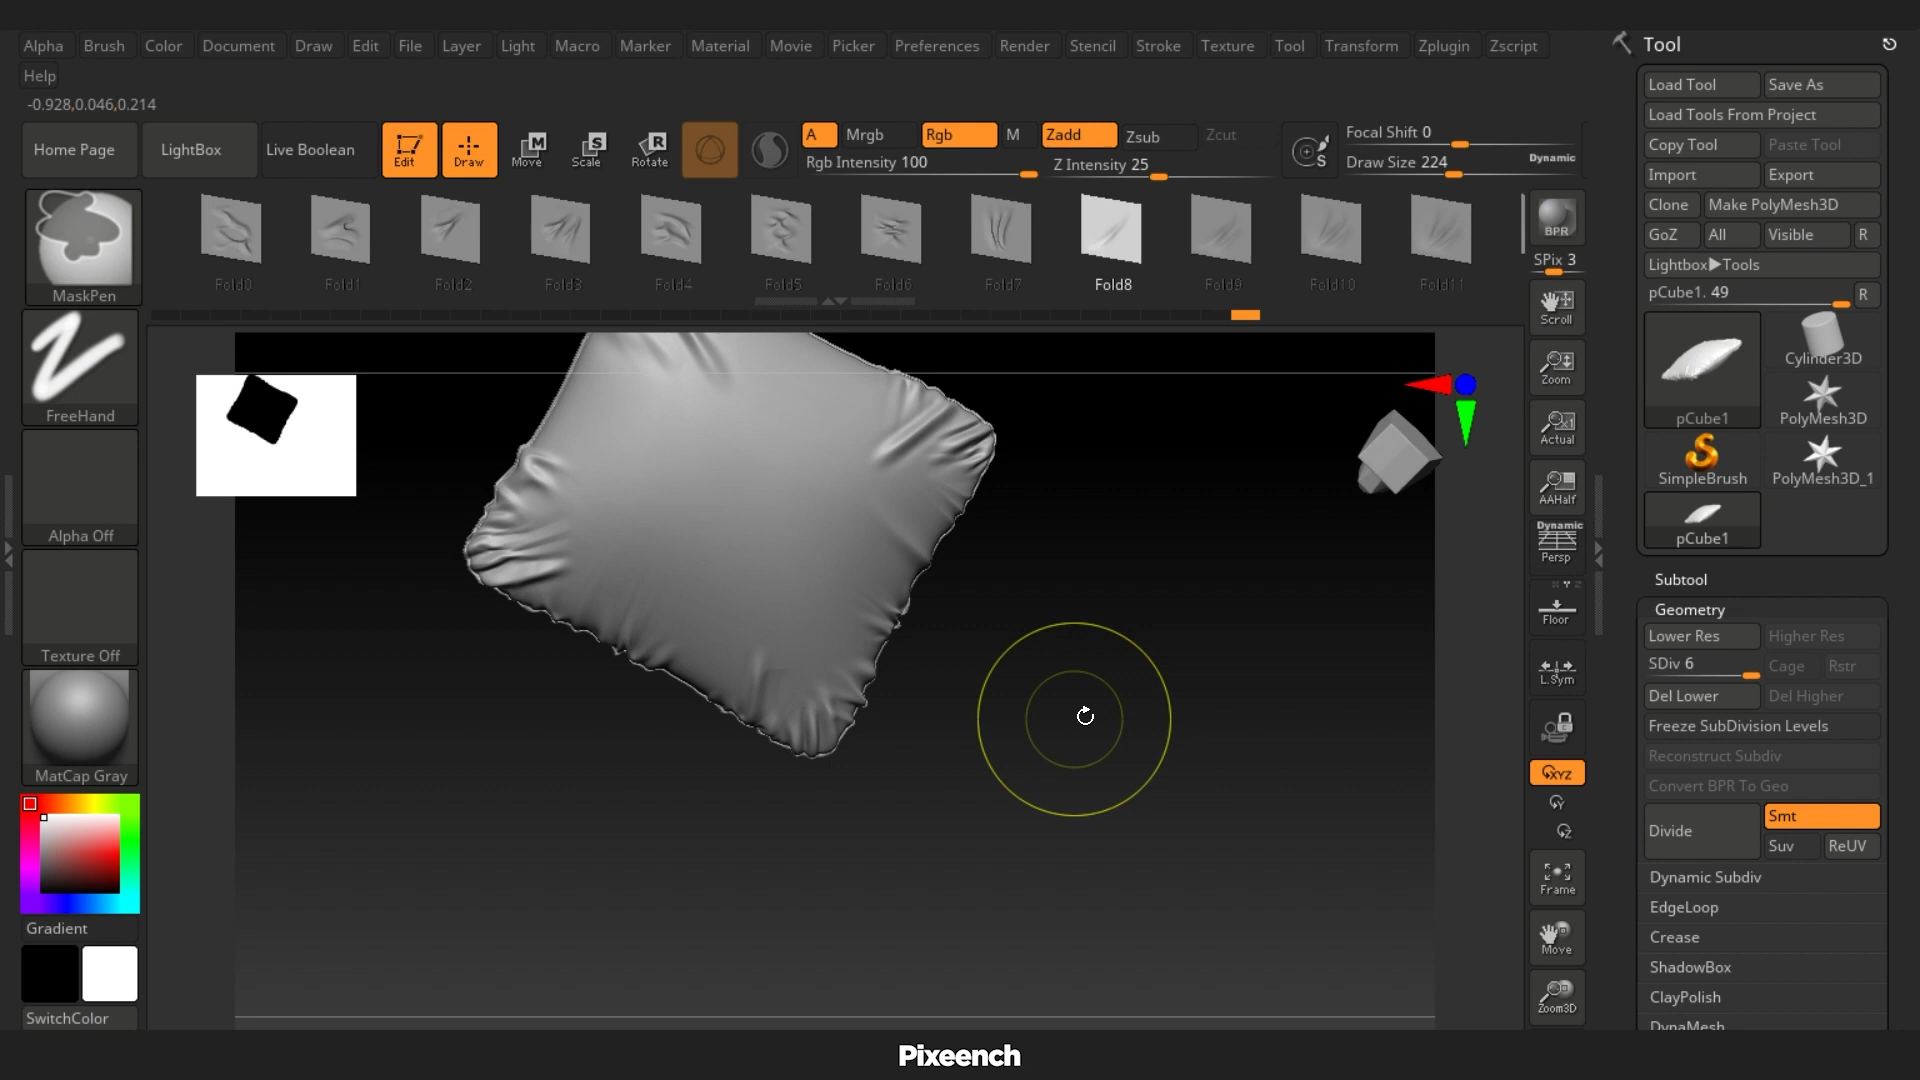 Alpha Brush Color Document Draw Edit File Layer Light Macro Marker Material Movie Picker Preferences Render Stencil Stroke Texture Tool Transform Zplugin Zscript
Help
-0.928,0.046,0.214
Home Page LightBox Live Boolean Edit Draw Move Scale Rotate
A Mrgb Rgb M Zadd Zsub Zcut
Rgb Intensity 100 Z Intensity 25
Focal Shift 0
Draw Size 224 Dynamic
Fold0 Fold1 Fold2 Fold3 Fold4 Fold5 Fold6 Fold7 Fold8 Fold9 Fold10 Fold11
MaskPen
FreeHand
Alpha Off
Texture Off
MatCap Gray
Gradient
SwitchColor
BPR
SPix 3
Scroll
Zoom
Actual
AAHalf
Dynamic
Persp
Floor
L.Sym
XYZ
Y
Z
Frame
Move
Zoom3D
Tool
Load Tool Save As
Load Tools From Project
Copy Tool Paste Tool
Import Export
Clone Make PolyMesh3D
GoZ All Visible R
Lightbox▶Tools
pCube1. 49 R
pCube1 Cylinder3D
PolyMesh3D
SimpleBrush PolyMesh3D_1
pCube1
Subtool
Geometry
Lower Res Higher Res
SDiv 6 Cage Rstr
Del Lower Del Higher
Freeze SubDivision Levels
Reconstruct Subdiv
Convert BPR To Geo
Divide Smt
Suv ReUV
Dynamic Subdiv
EdgeLoop
Crease
ShadowBox
ClayPolish
DynaMesh
Pixeench